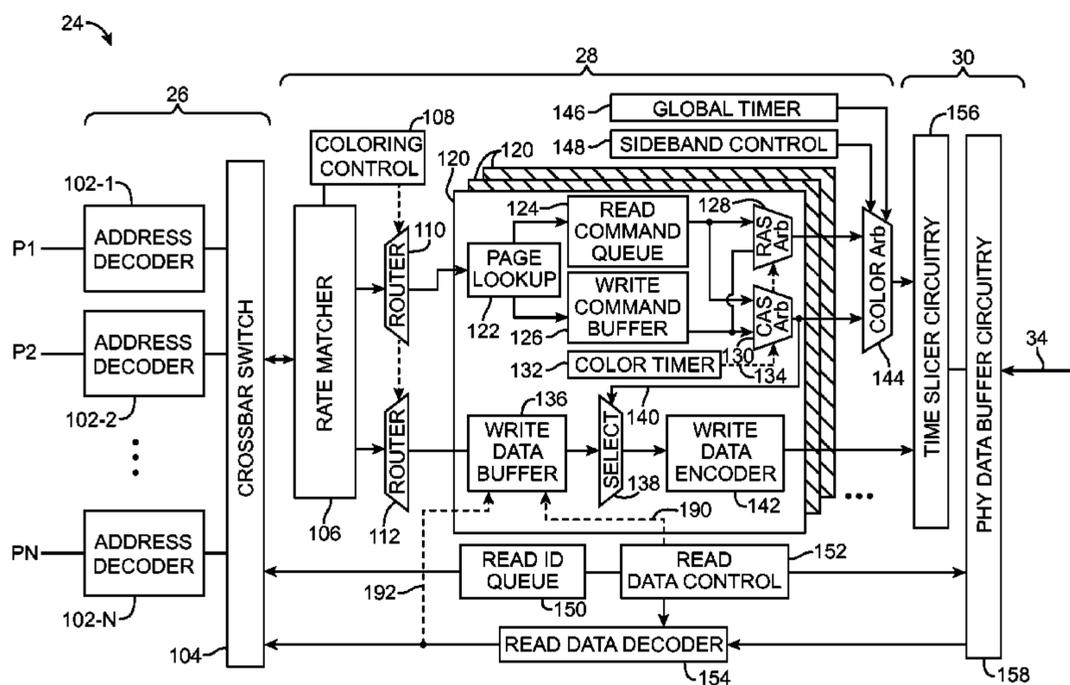 24
26
28
30
146
GLOBAL TIMER
156
148
SIDEBAND CONTROL
108
COLORING
CONTROL
120
120
102-1
P1
ADDRESS
DECODER
110
ROUTER
124
READ
COMMAND
QUEUE
128
RAS
Arb
PAGE
LOOKUP
122
WRITE
COMMAND
BUFFER
126
CAS
Arb
130
134
COLOR Arb
144
132
COLOR TIMER
P2
ADDRESS
DECODER
102-2
CROSSBAR SWITCH
RATE MATCHER
TIME SLICER CIRCUITRY
PHY DATA BUFFER CIRCUITRY
34
140
136
WRITE
DATA
BUFFER
SELECT
138
WRITE
DATA
ENCODER
142
ROUTER
106
112
190
PN
ADDRESS
DECODER
102-N
192
READ ID
QUEUE
150
READ
DATA CONTROL
152
104
READ DATA DECODER
154
158